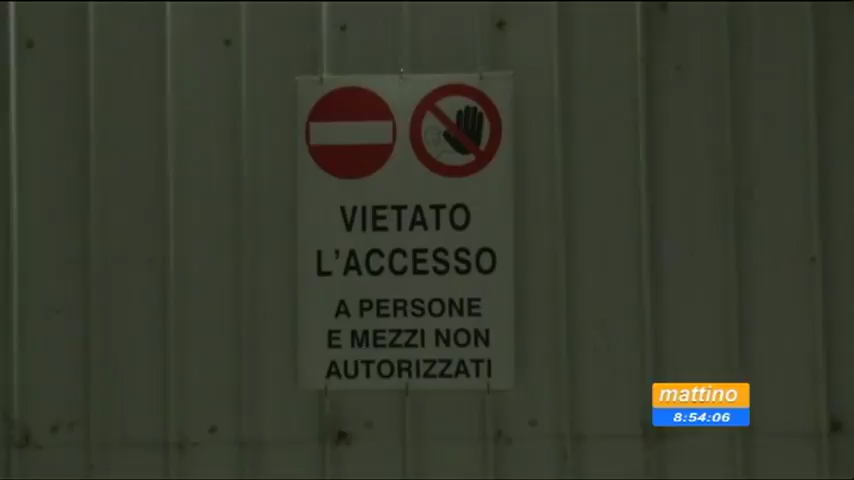 VIETATO
L'ACCESSO
A PERSONE
E MEZZI NON
AUTORIZZATI
mattino
8:54:06